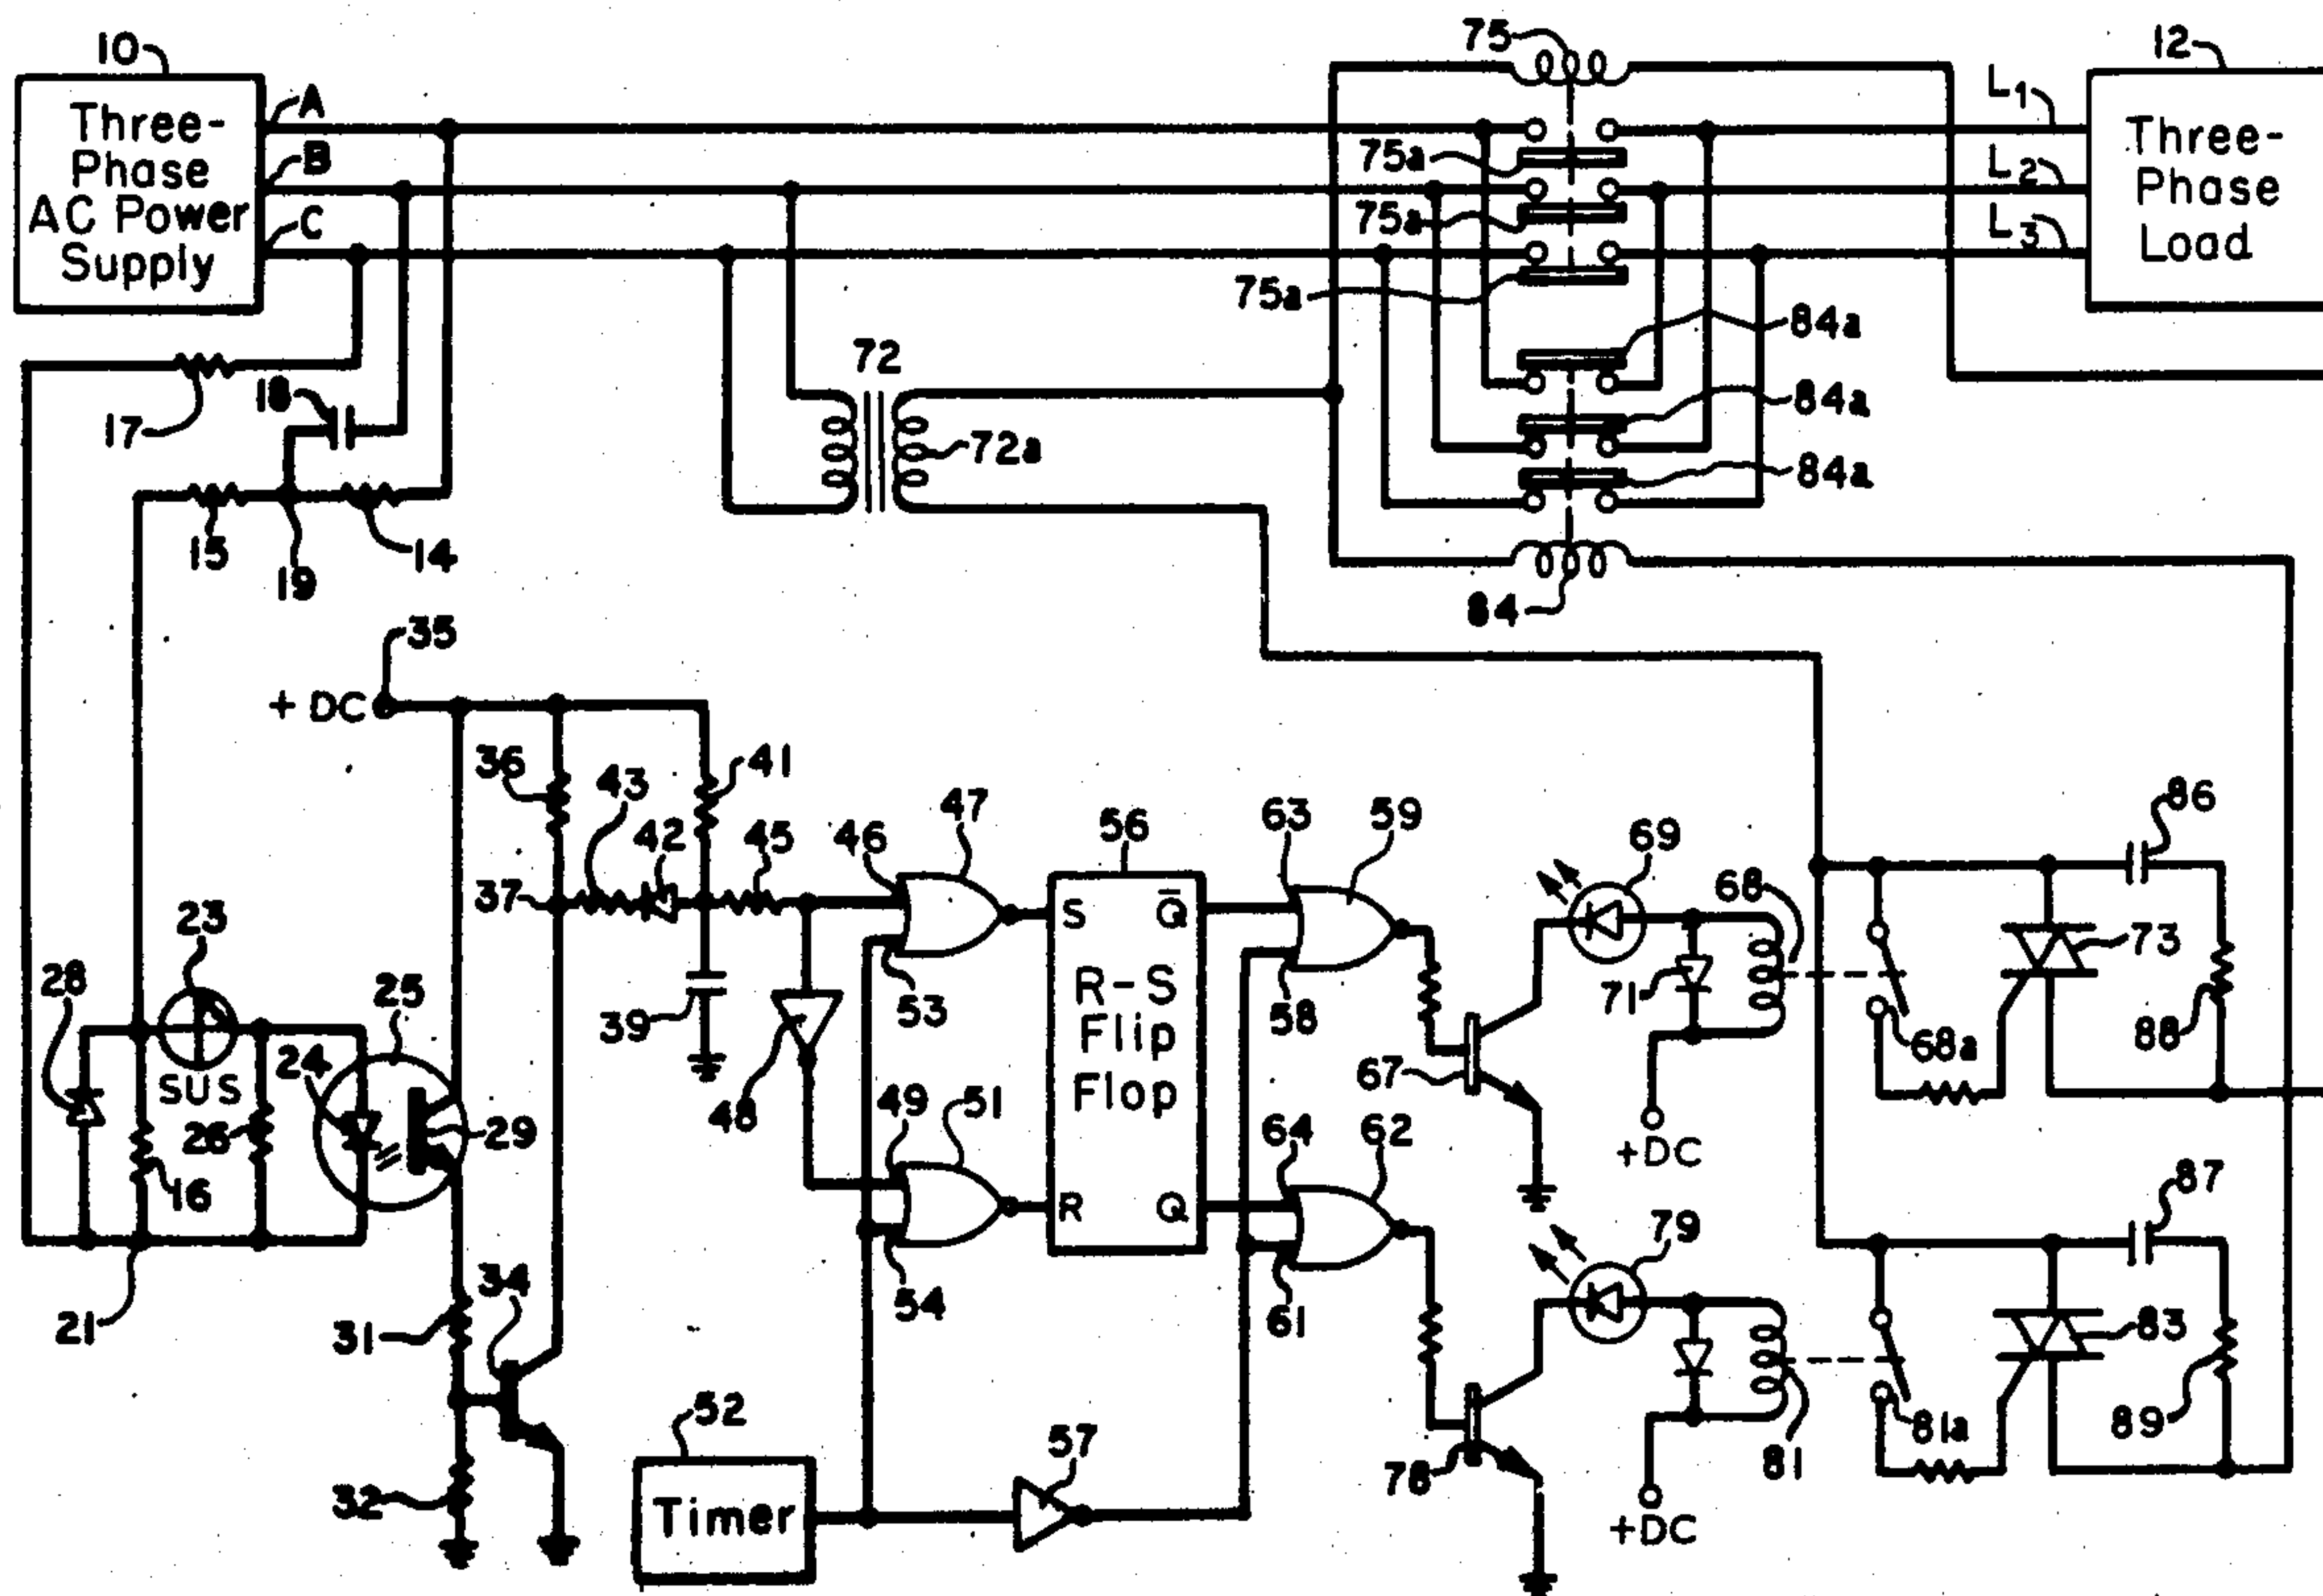 10
Three-
Phase
AC Power
Supply
A
B
C
75
75a
75a
75a
84a
84a
84a
84
L1
L2
L3
12
Three-
Phase
Load
17
18
15
19
14
72
72a
35
+ DC
36
43
42
41
45
37
39
46
47
53
48
49
51
54
56
S
Q̄
R-S
Flip
Flop
R
Q
63
59
58
64
62
61
67
69
68
71
+DC
68a
73
86
88
23
SUS
28
24
25
26
29
16
21
31
34
32
52
Timer
57
78
79
81
+DC
81a
83
87
89